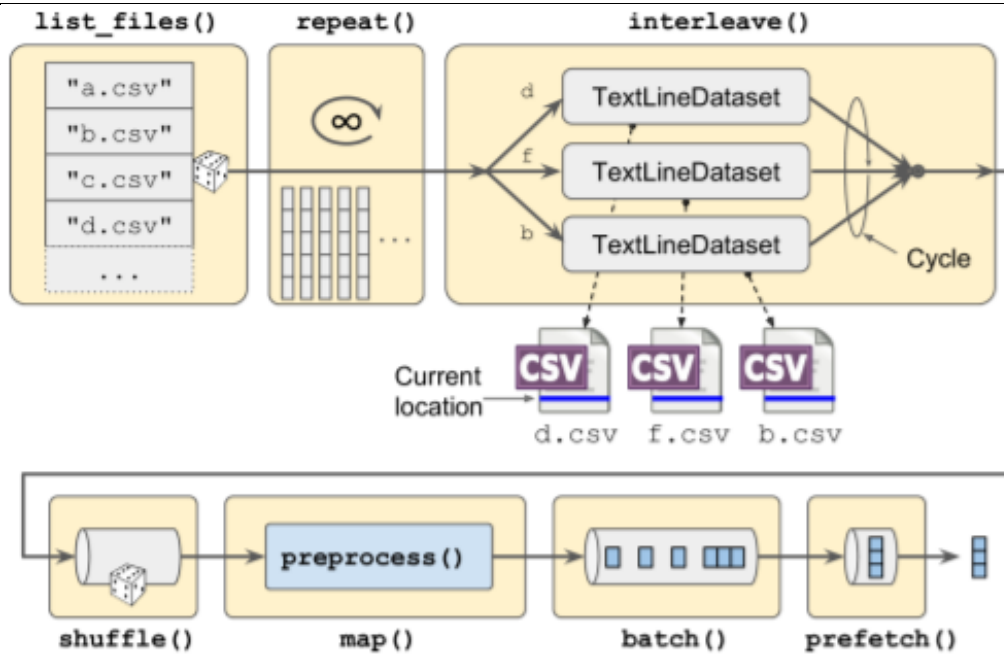 list_files()
repeat()
interleave()
"a.csv"
"b.csv"
"c.csv"
"d.csv"
...
∞
...
d
TextLineDataset
f
TextLineDataset
b
TextLineDataset
Cycle
Current
location
CSV
CSV
CSV
d.csv
f.csv
b.csv
preprocess()
shuffle()
map()
batch()
prefetch()